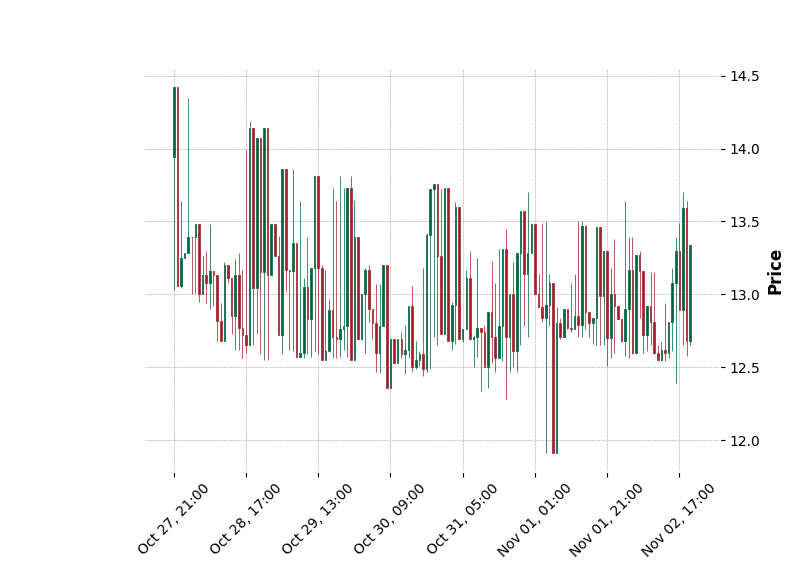 14.5
14.0
13.5
13.0
12.5
12.0
Price
Oct 27, 21:00
Oct 28, 17:00
Oct 29, 13:00
Oct 30, 09:00
Oct 31, 05:00
Nov 01, 01:00
Nov 01, 21:00
Nov 02, 17:00